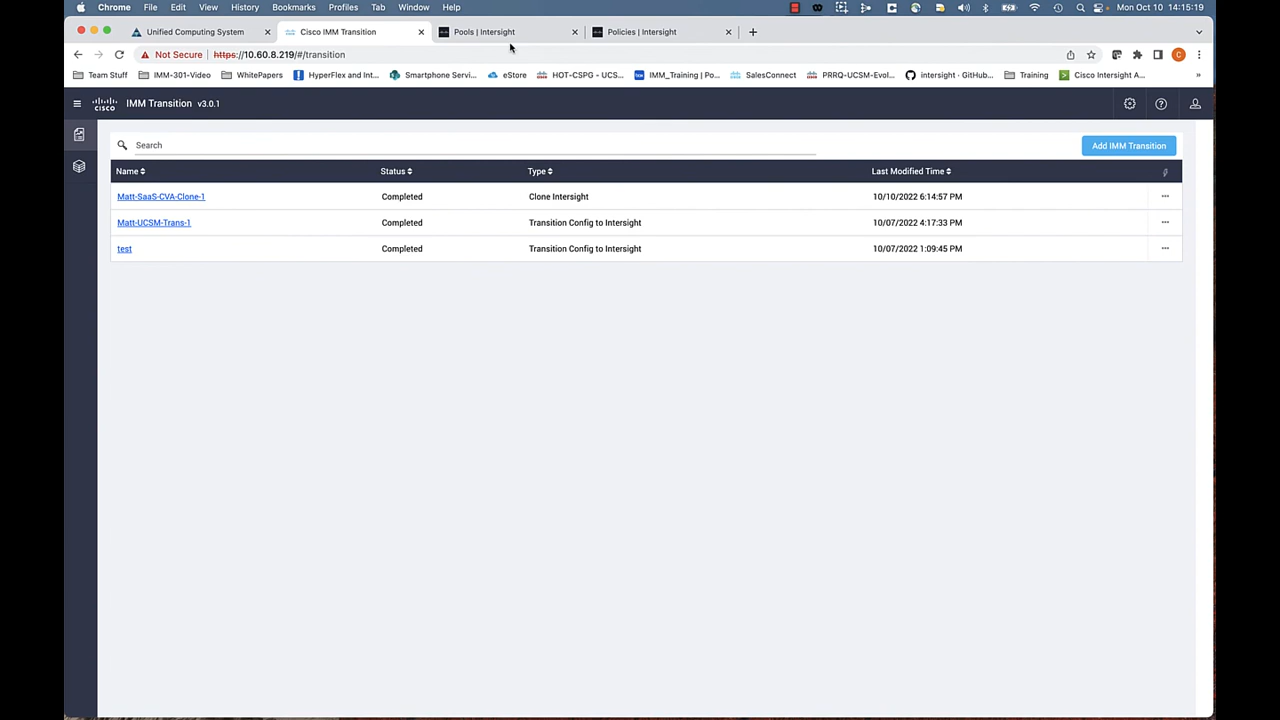 Chrome File Edit View History Bookmarks Profiles Tab Window Help Mon Oct 10 14:15:19
Unified Computing System Cisco IMM Transition Pools | Intersight Policies | Intersight
Not Secure https://10.60.8.219/#/transition C
Team Stuff IMM-301-Video WhitePapers HyperFlex and Int... Smartphone Servi... eStore HOT-CSPG - UCS... IMM_Training | Po... SalesConnect PRRQ-UCSM-Evol... intersight · GitHub... Training Cisco Intersight A... »
CISCO IMM Transition v3.0.1
Search Add IMM Transition
Name Status Type Last Modified Time
Matt-SaaS-CVA-Clone-1 Completed Clone Intersight 10/10/2022 6:14:57 PM
Matt-UCSM-Trans-1 Completed Transition Config to Intersight 10/07/2022 4:17:33 PM
test Completed Transition Config to Intersight 10/07/2022 1:09:45 PM